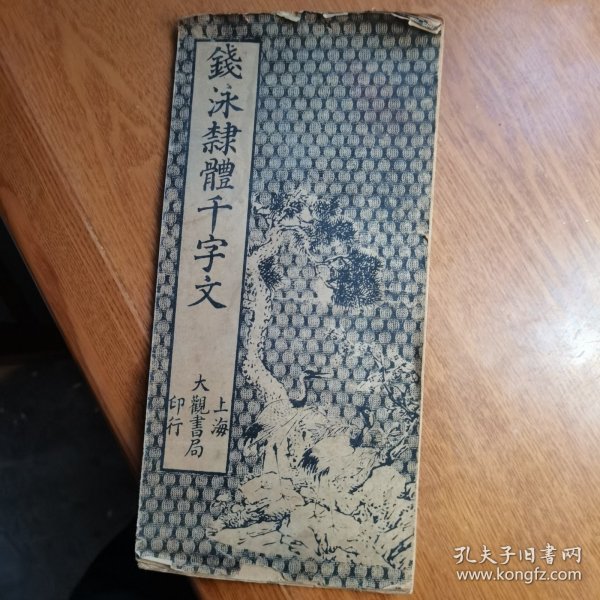 錢泳隸體千字文
上海
大觀書局
印行
孔夫子旧书网
www.kongfz.com